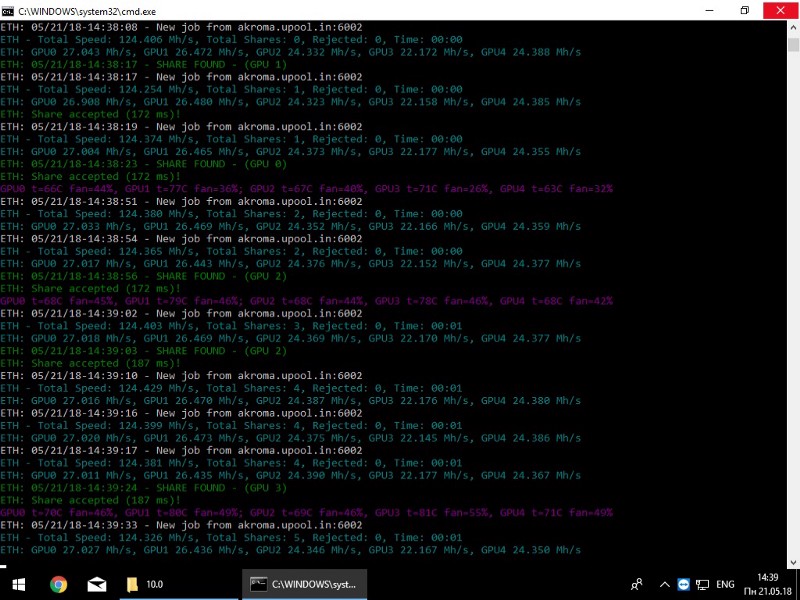 C:\WINDOWS\system32\cmd.exe
ETH: 05/21/18-14:38:08 - New job from akroma.upool.in:6002
ETH - Total Speed: 124.406 Mh/s, Total Shares: 0, Rejected: 0, Time: 00:00
ETH: GPU0 27.043 Mh/s, GPU1 26.472 Mh/s, GPU2 24.332 Mh/s, GPU3 22.172 Mh/s, GPU4 24.388 Mh/s
ETH: 05/21/18-14:38:17 - SHARE FOUND - (GPU 1)
ETH: 05/21/18-14:38:17 - New job from akroma.upool.in:6002
ETH - Total Speed: 124.254 Mh/s, Total Shares: 1, Rejected: 0, Time: 00:00
ETH: GPU0 26.908 Mh/s, GPU1 26.480 Mh/s, GPU2 24.323 Mh/s, GPU3 22.158 Mh/s, GPU4 24.385 Mh/s
ETH: Share accepted (172 ms)!
ETH: 05/21/18-14:38:19 - New job from akroma.upool.in:6002
ETH - Total Speed: 124.374 Mh/s, Total Shares: 1, Rejected: 0, Time: 00:00
ETH: GPU0 27.004 Mh/s, GPU1 26.465 Mh/s, GPU2 24.373 Mh/s, GPU3 22.177 Mh/s, GPU4 24.355 Mh/s
ETH: 05/21/18-14:38:23 - SHARE FOUND - (GPU 0)
ETH: Share accepted (172 ms)!
GPU0 t=66C fan=44%, GPU1 t=77C fan=36%; GPU2 t=67C fan=40%, GPU3 t=71C fan=26%, GPU4 t=63C fan=32%
ETH: 05/21/18-14:38:51 - New job from akroma.upool.in:6002
ETH - Total Speed: 124.380 Mh/s, Total Shares: 2, Rejected: 0, Time: 00:00
ETH: GPU0 27.033 Mh/s, GPU1 26.469 Mh/s, GPU2 24.352 Mh/s, GPU3 22.166 Mh/s, GPU4 24.359 Mh/s
ETH: 05/21/18-14:38:54 - New job from akroma.upool.in:6002
ETH - Total Speed: 124.365 Mh/s, Total Shares: 2, Rejected: 0, Time: 00:00
ETH: GPU0 27.017 Mh/s, GPU1 26.443 Mh/s, GPU2 24.376 Mh/s, GPU3 22.152 Mh/s, GPU4 24.377 Mh/s
ETH: 05/21/18-14:38:56 - SHARE FOUND - (GPU 2)
ETH: Share accepted (172 ms)!
GPU0 t=68C fan=45%, GPU1 t=79C fan=46%; GPU2 t=68C fan=44%, GPU3 t=78C fan=46%, GPU4 t=68C fan=42%
ETH: 05/21/18-14:39:02 - New job from akroma.upool.in:6002
ETH - Total Speed: 124.403 Mh/s, Total Shares: 3, Rejected: 0, Time: 00:01
ETH: GPU0 27.018 Mh/s, GPU1 26.469 Mh/s, GPU2 24.369 Mh/s, GPU3 22.170 Mh/s, GPU4 24.377 Mh/s
ETH: 05/21/18-14:39:03 - SHARE FOUND - (GPU 2)
ETH: Share accepted (187 ms)!
ETH: 05/21/18-14:39:10 - New job from akroma.upool.in:6002
ETH - Total Speed: 124.429 Mh/s, Total Shares: 4, Rejected: 0, Time: 00:01
ETH: GPU0 27.016 Mh/s, GPU1 26.470 Mh/s, GPU2 24.387 Mh/s, GPU3 22.176 Mh/s, GPU4 24.380 Mh/s
ETH: 05/21/18-14:39:16 - New job from akroma.upool.in:6002
ETH - Total Speed: 124.399 Mh/s, Total Shares: 4, Rejected: 0, Time: 00:01
ETH: GPU0 27.020 Mh/s, GPU1 26.473 Mh/s, GPU2 24.375 Mh/s, GPU3 22.145 Mh/s, GPU4 24.386 Mh/s
ETH: 05/21/18-14:39:17 - New job from akroma.upool.in:6002
ETH - Total Speed: 124.381 Mh/s, Total Shares: 4, Rejected: 0, Time: 00:01
ETH: GPU0 27.011 Mh/s, GPU1 26.435 Mh/s, GPU2 24.390 Mh/s, GPU3 22.177 Mh/s, GPU4 24.367 Mh/s
ETH: 05/21/18-14:39:24 - SHARE FOUND - (GPU 3)
ETH: Share accepted (187 ms)!
GPU0 t=70C fan=46%, GPU1 t=80C fan=49%; GPU2 t=69C fan=46%, GPU3 t=81C fan=55%, GPU4 t=71C fan=49%
ETH: 05/21/18-14:39:33 - New job from akroma.upool.in:6002
ETH - Total Speed: 124.326 Mh/s, Total Shares: 5, Rejected: 0, Time: 00:01
ETH: GPU0 27.027 Mh/s, GPU1 26.436 Mh/s, GPU2 24.346 Mh/s, GPU3 22.167 Mh/s, GPU4 24.350 Mh/s
10.0
C:\WINDOWS\syst...
ENG
14:39
Пн 21.05.18